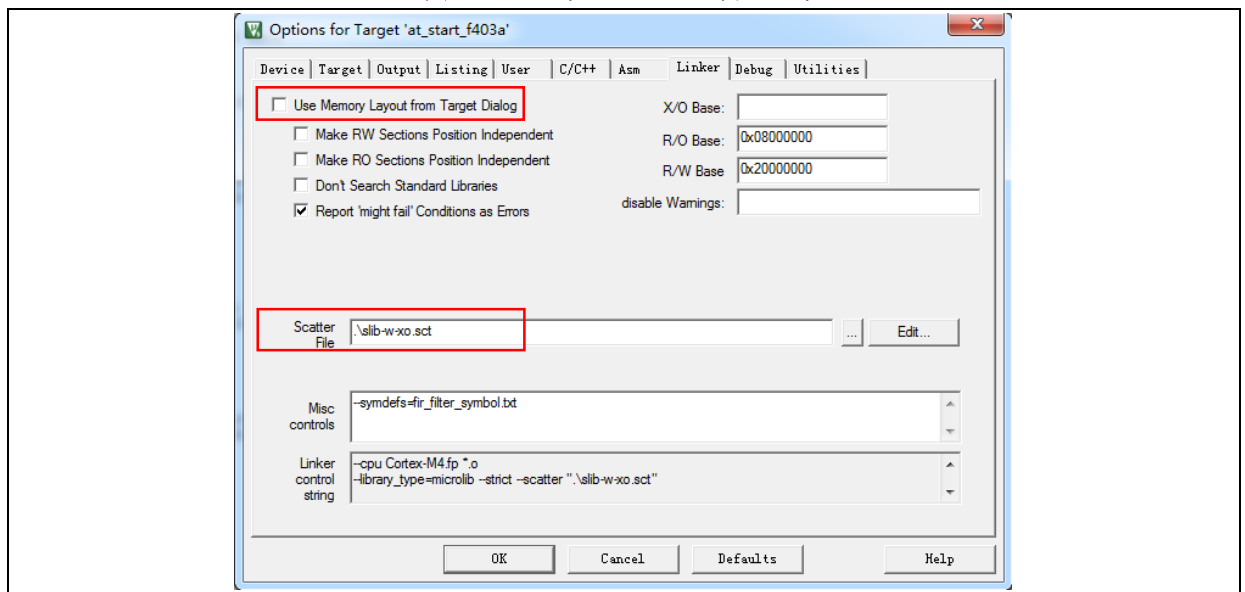 Options for Target 'at_start_f403a'
Device Target Output Listing User C/C++ Asm Linker Debug Utilities
Use Memory Layout from Target Dialog
X/O Base:
Make RW Sections Position Independent
R/O Base: 0x08000000
Make RO Sections Position Independent
R/W Base 0x20000000
Don't Search Standard Libraries
disable Warnings:
Report 'might fail' Conditions as Errors
Scatter File .\slib-w-xo.sct ... Edit...
Misc controls --symdefs=fir_filter_symbol.txt
Linker control string --cpu Cortex-M4.fp *.o
--library_type=microlib --strict --scatter ".\slib-w-xo.sct"
OK Cancel Defaults Help